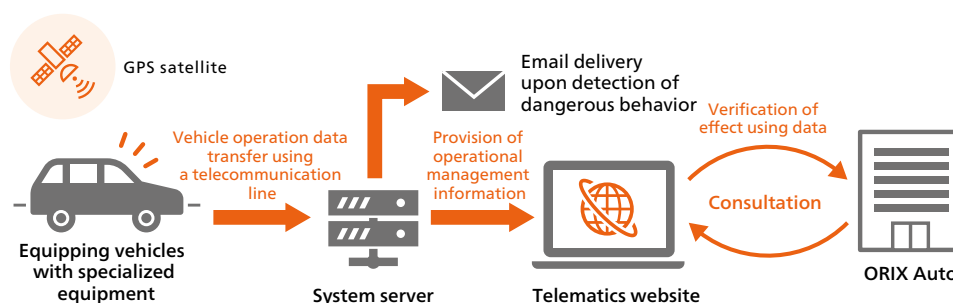 GPS satellite
Email delivery
upon detection of
dangerous behavior
Vehicle operation data
transfer using
a telecommunication
line
Provision of
operational
management
information
Verification of
effect using data
Consultation
Equipping vehicles
with specialized
equipment
System server
Telematics website
ORIX Auto